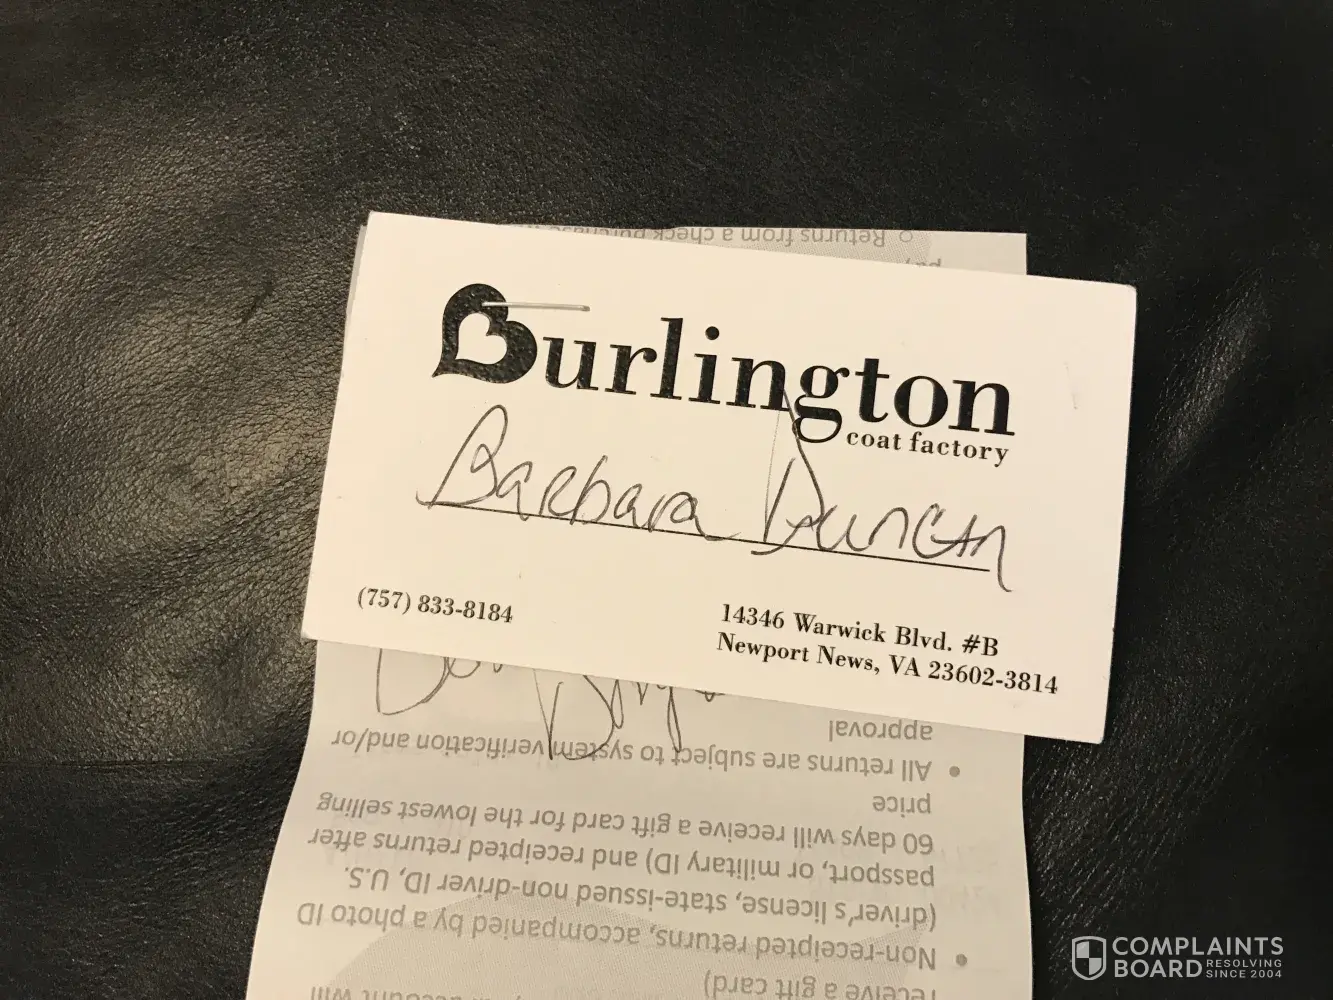 Burlington
coat factory
Barbara Duncan
(757) 833-8184
14346 Warwick Blvd. #B
Newport News, VA 23602-3814
receive a gift card)
• Non-receipted returns, accompanied by a photo ID
(driver's license, state-issued non-driver ID, U.S.
passport, or military ID) and receipted returns after
60 days will receive a gift card for the lowest selling
price
• All returns are subject to system verification and/or
approval
Returns from a check purchase
COMPLAINTS
BOARD RESOLVING
SINCE 2004